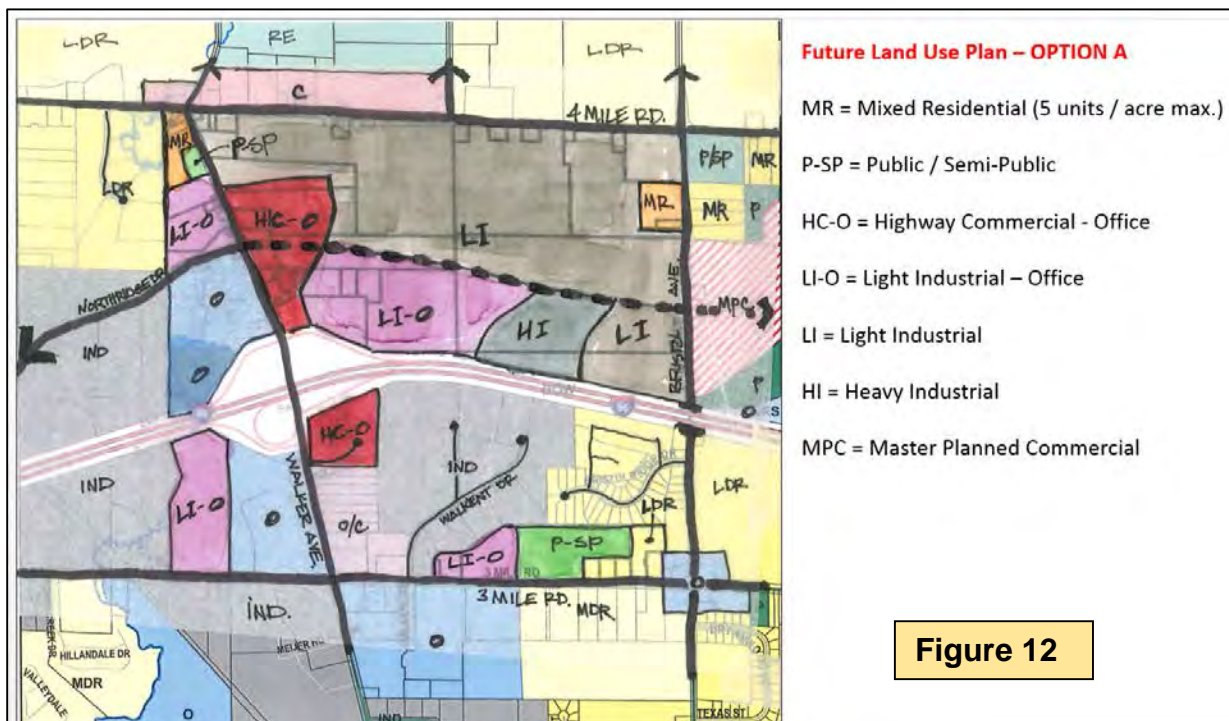 LDR
RE
LDR
C
4 MILE RD.
MR
P-SP
P/SP
MR
LDR
MR
MR
P
LI-O
HC-O
LI
NORTHRIDGE DR
O
BRISTOL AVE.
MPC
LI-O
HI
LI
IND
O
P
ROW
S
HC-O
IND
WALKENT DR
LDR
LDR
IND
LI-O
O
WALKER AVE.
O/C
LI-O
P-SP
3 MILE RD
3 MILE RD.
O
IND.
MDR
O
HILLANDALE DR
MDR
VALLEYDALE
O
IND
TEXAS ST
Future Land Use Plan – OPTION A
MR = Mixed Residential (5 units / acre max.)
P-SP = Public / Semi-Public
HC-O = Highway Commercial - Office
LI-O = Light Industrial – Office
LI = Light Industrial
HI = Heavy Industrial
MPC = Master Planned Commercial
Figure 12